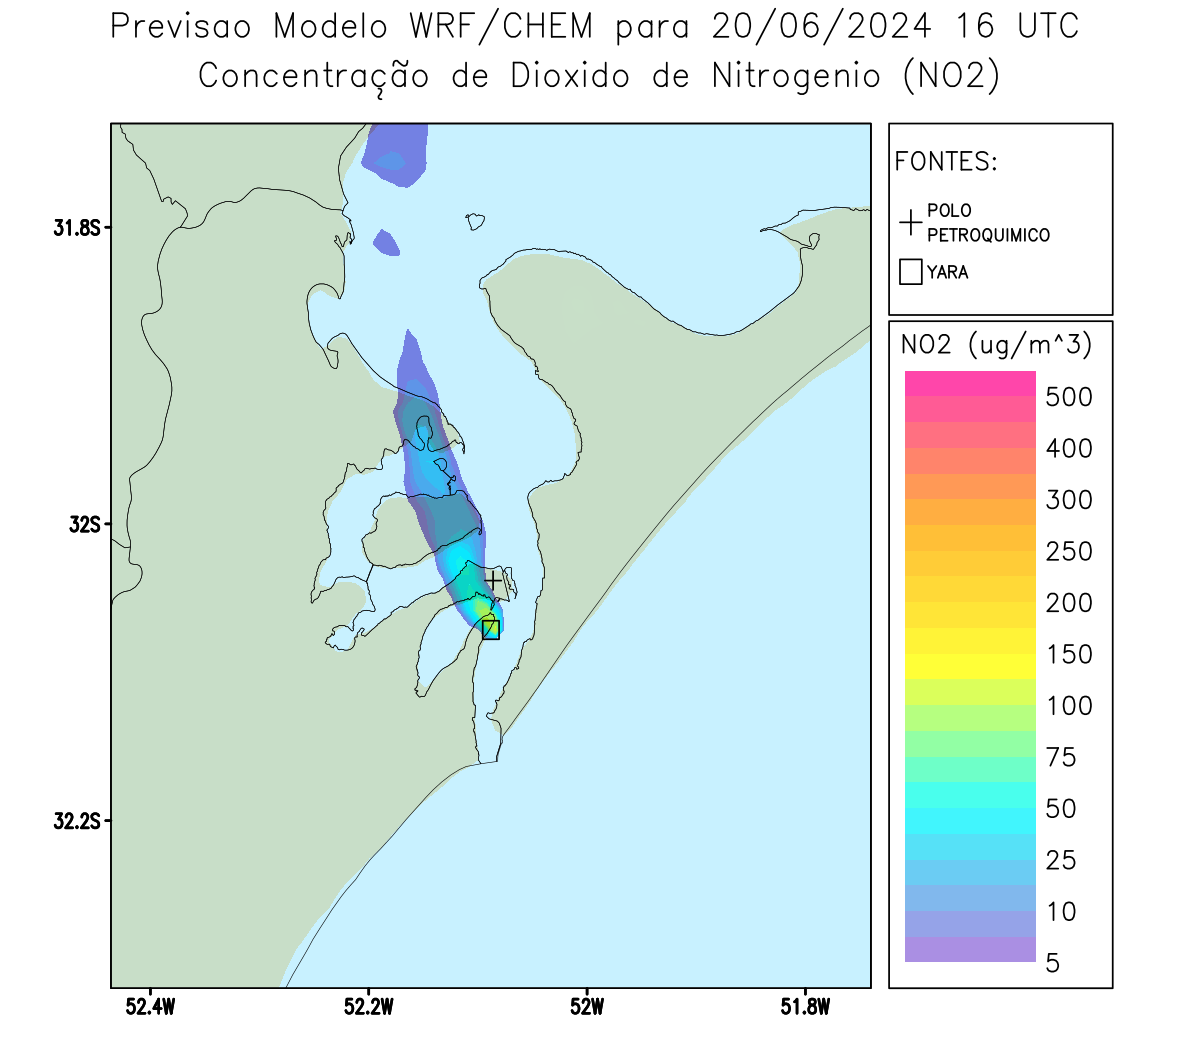 Previsao Modelo WRF/CHEM para 20/06/2024 16 UTC
Concentração de Dioxido de Nitrogenio (NO2)
FONTES:
POLO
PETROQUIMICO
YARA
31.8S
32S
32.2S
52.4W
52.2W
52W
51.8W
NO2 (ug/m^3)
500
400
300
250
200
150
100
75
50
25
10
5